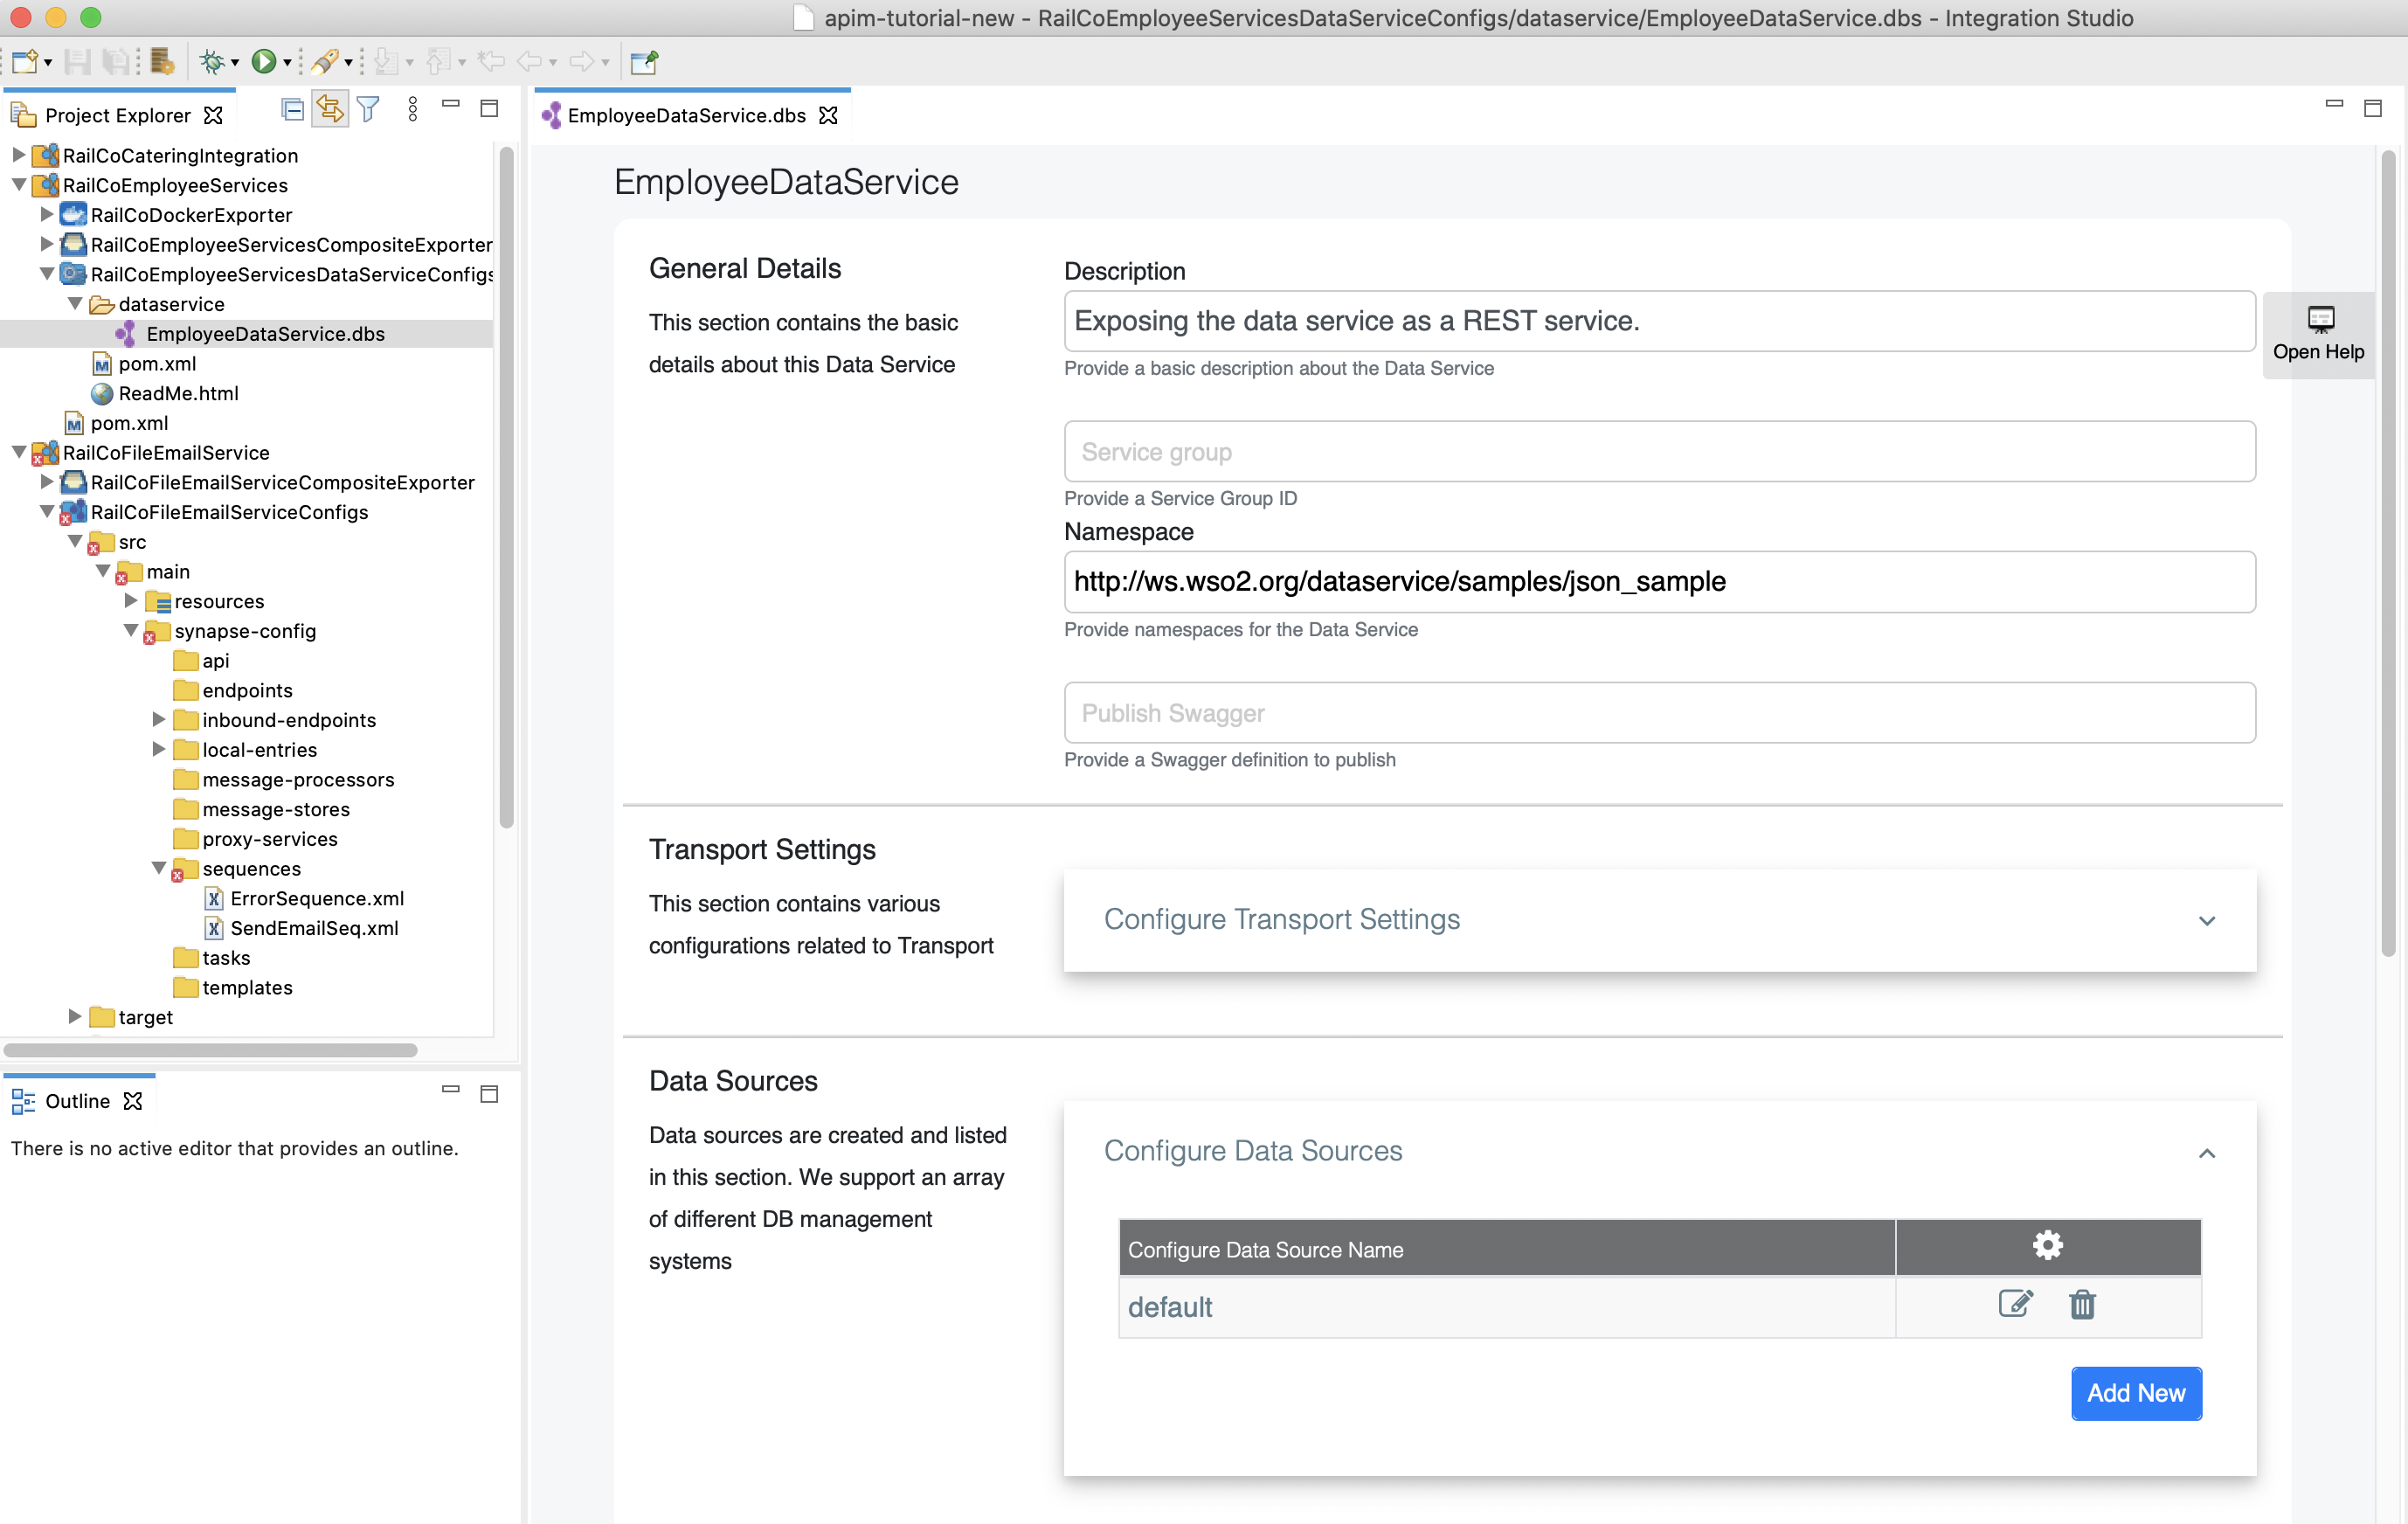 apim-tutorial-new - RailCoEmployeeServicesDataServiceConfigs/dataservice/EmployeeDataService.dbs - Integration Studio
Project Explorer
RailCoCateringIntegration
RailCoEmployeeServices
RailCoDockerExporter
RailCoEmployeeServicesCompositeExporter
RailCoEmployeeServicesDataServiceConfigs
dataservice
EmployeeDataService.dbs
pom.xml
ReadMe.html
pom.xml
RailCoFileEmailService
RailCoFileEmailServiceCompositeExporter
RailCoFileEmailServiceConfigs
src
main
resources
synapse-config
api
endpoints
inbound-endpoints
local-entries
message-processors
message-stores
proxy-services
sequences
ErrorSequence.xml
SendEmailSeq.xml
tasks
templates
target
Outline
There is no active editor that provides an outline.
EmployeeDataService.dbs
EmployeeDataService
General Details
This section contains the basic
details about this Data Service
Description
Exposing the data service as a REST service.
Provide a basic description about the Data Service
Service group
Provide a Service Group ID
Namespace
http://ws.wso2.org/dataservice/samples/json_sample
Provide namespaces for the Data Service
Publish Swagger
Provide a Swagger definition to publish
Open Help
Transport Settings
This section contains various
configurations related to Transport
Configure Transport Settings
Data Sources
Data sources are created and listed
in this section. We support an array
of different DB management
systems
Configure Data Sources
Configure Data Source Name
default
Add New